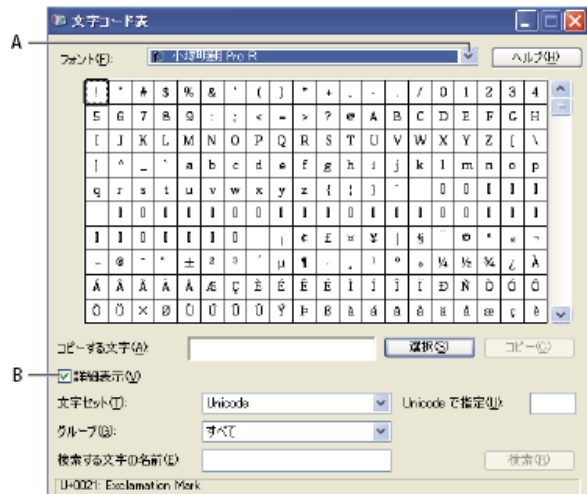 文字コード表
A
フォント(F): 小塚明朝 Pro R ヘルプ(H)
! " # $ % & ' ( ) * + , - . / 0 1 2 3 4
5 6 7 8 9 : ; < = > ? @ A B C D E F G H
I J K L M N O P Q R S T U V W X Y Z [ \
] ^ _ ` a b c d e f g h i j k l m n o p
q r s t u v w x y z { | } ~
¡ ¢ £ ¤ ¥ ¦ § ¨ © ª « ¬
- ® ¯ ° ± ² ³ ´ µ ¶ · ¸ ¹ º » ¼ ½ ¾ ¿ À
Á Â Ã Ä Å Æ Ç È É Ê Ë Ì Í Î Ï Ð Ñ Ò Ó Ô
Õ Ö × Ø Ù Ú Û Ü Ý Þ ß à á â ã ä å æ ç è
コピーする文字(A): 選択(S) コピー(C)
B
詳細表示(V)
文字セット(T): Unicode Unicode で指定(U):
グループ(G): すべて
検索する文字の名前(E) 検索(R)
U+0021: Exclamation Mark